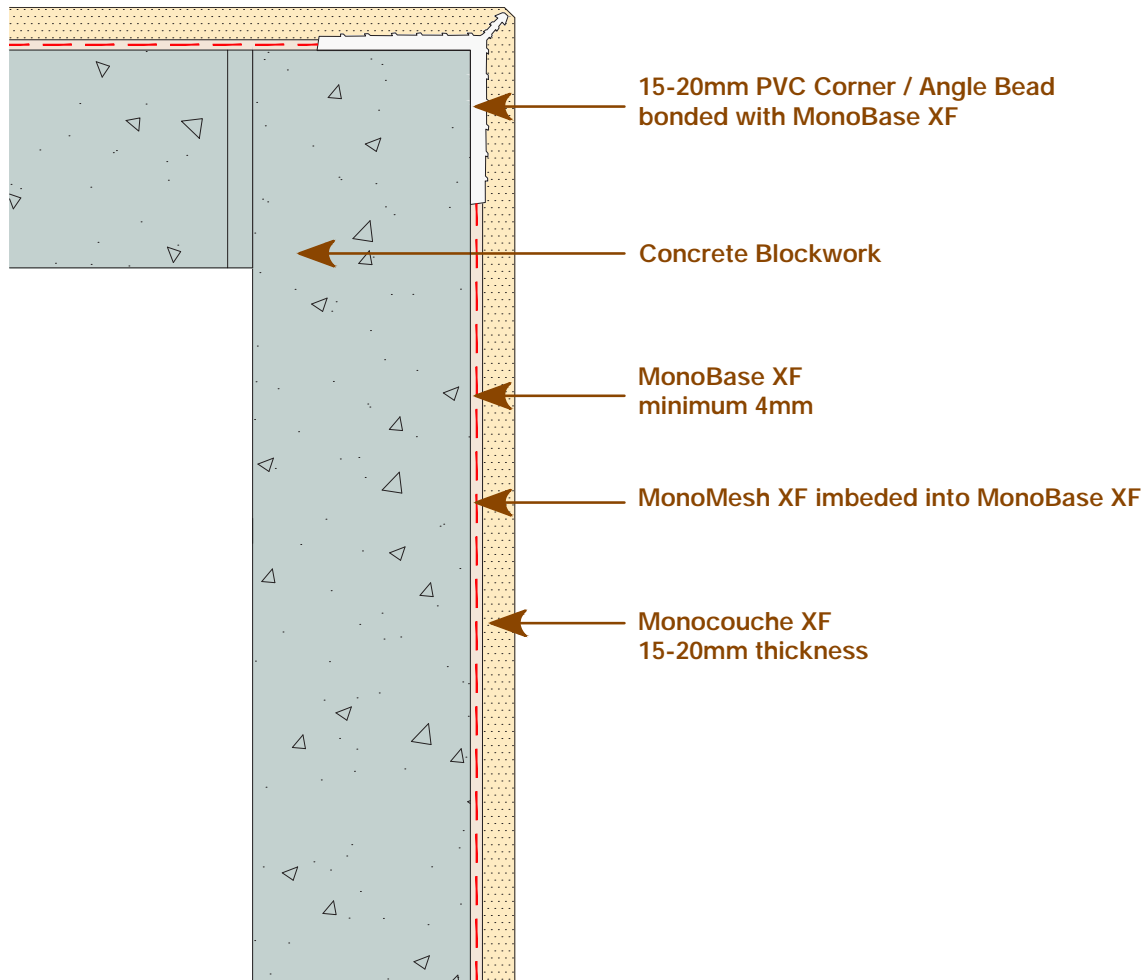 15-20mm PVC Corner / Angle Bead
bonded with MonoBase XF
Concrete Blockwork
MonoBase XF
minimum 4mm
MonoMesh XF imbeded into MonoBase XF
Monocouche XF
15-20mm thickness